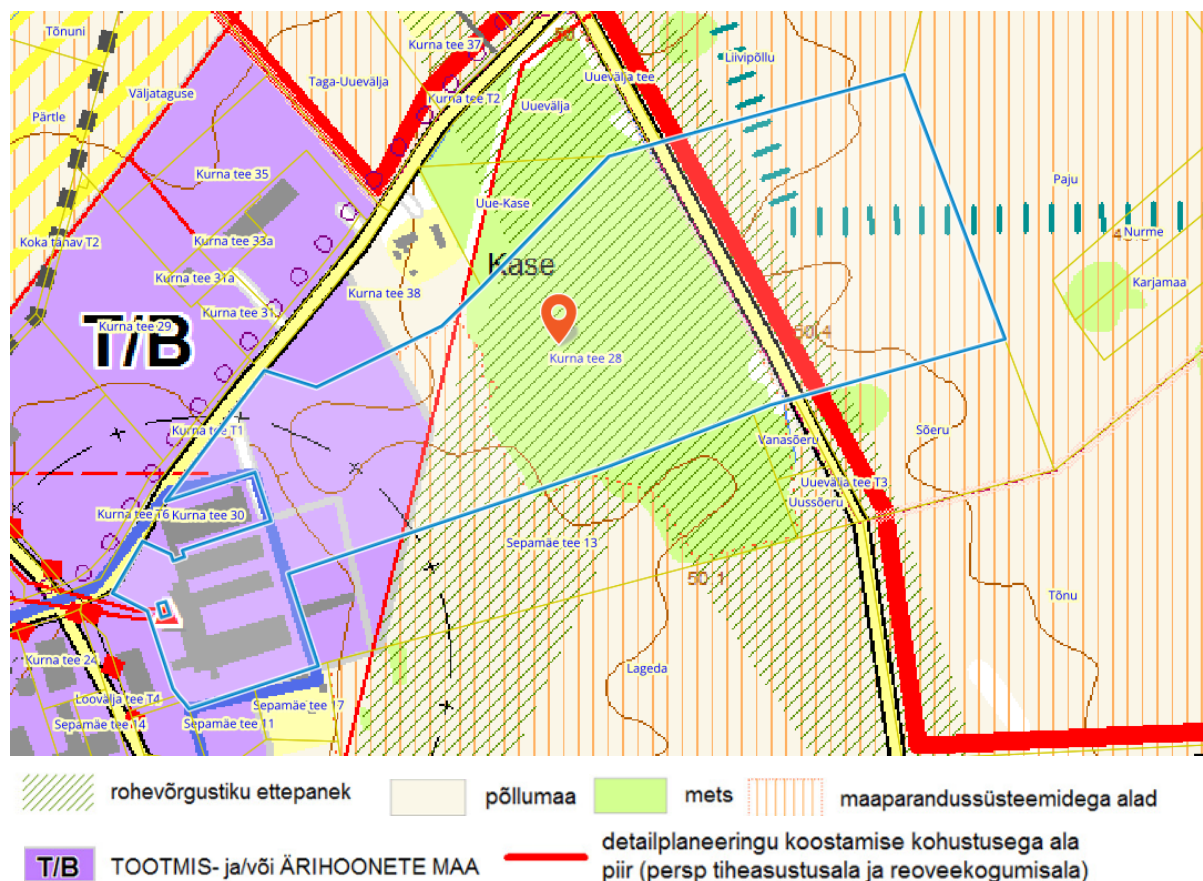 Tõnuni
Kurna tee 37
50
Liivipõllu
Väljataguse
Taga-Uuevälja
Uuevälja tee
Kurna tee T2
Uuevälja
Pärtle
Kurna tee 35
Paju
Uue-Kase
Nurme
Koka tänav T2
Kurna tee 33a
Kase
Kurna tee 31a
Karjamaa
Kurna tee 38
Kurna tee 31
Kurna tee 29
T/B
50.4
Kurna tee 28
Kurna tee T1
Sõeru
Vanasõeru
Uuevälja tee T3
Uussõeru
Kurna tee 16
Kurna tee 30
Sepamäe tee 13
50.1
Tõnu
Kurna tee 24
Lageda
Loovälja tee T4
Sepamäe tee 17
Sepamäe tee 14
Sepamäe tee 11
rohevõrgustiku ettepanek
põllumaa
mets
maaparandussüsteemidega alad
T/B TOOTMIS- ja/või ÄRIHOONETE MAA
detailplaneeringu koostamise kohustusega ala
piir (persp tiheasustusala ja reoveekogumisala)